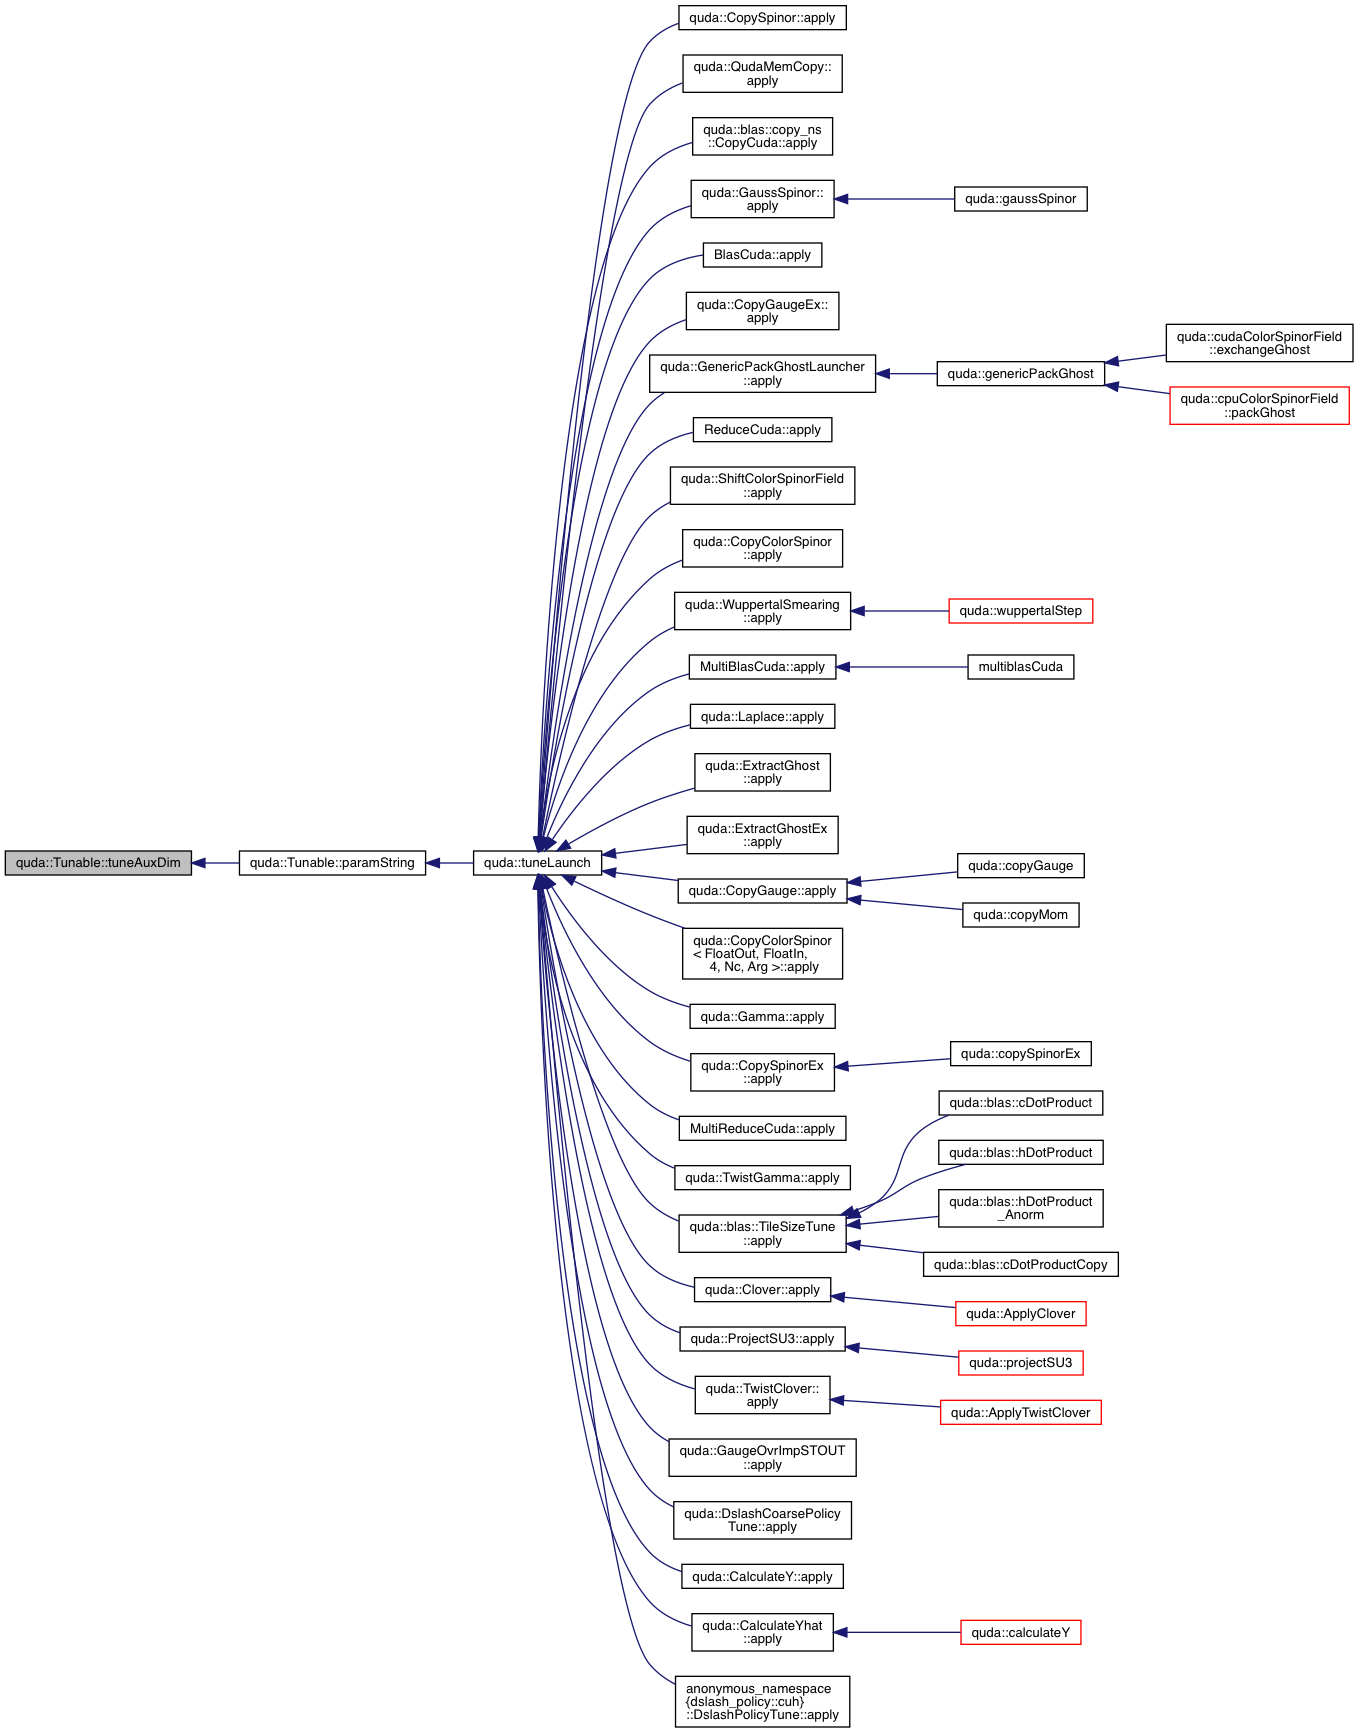 quda::CopySpinor::apply
quda::QudaMemCopy::
apply
quda::blas::copy_ns
::CopyCuda::apply
quda::GaussSpinor::
apply
quda::gaussSpinor
BlasCuda::apply
quda::CopyGaugeEx::
apply
quda::GenericPackGhostLauncher
::apply
quda::genericPackGhost
quda::cudaColorSpinorField
::exchangeGhost
quda::cpuColorSpinorField
::packGhost
ReduceCuda::apply
quda::ShiftColorSpinorField
::apply
quda::CopyColorSpinor
::apply
quda::WuppertalSmearing
::apply
quda::wuppertalStep
MultiBlasCuda::apply
multiblasCuda
quda::Laplace::apply
quda::ExtractGhost
::apply
quda::ExtractGhostEx
::apply
quda::Tunable::tuneAuxDim
quda::Tunable::paramString
quda::tuneLaunch
quda::CopyGauge::apply
quda::copyGauge
quda::copyMom
quda::CopyColorSpinor
< FloatOut, FloatIn,
4, Nc, Arg >::apply
quda::Gamma::apply
quda::CopySpinorEx
::apply
quda::copySpinorEx
MultiReduceCuda::apply
quda::TwistGamma::apply
quda::blas::TileSizeTune
::apply
quda::blas::cDotProduct
quda::blas::hDotProduct
quda::blas::hDotProduct
_Anorm
quda::blas::cDotProductCopy
quda::Clover::apply
quda::ApplyClover
quda::ProjectSU3::apply
quda::projectSU3
quda::TwistClover::
apply
quda::ApplyTwistClover
quda::GaugeOvrImpSTOUT
::apply
quda::DslashCoarsePolicy
Tune::apply
quda::CalculateY::apply
quda::CalculateYhat
::apply
quda::calculateY
anonymous_namespace
{dslash_policy::cuh}
::DslashPolicyTune::apply